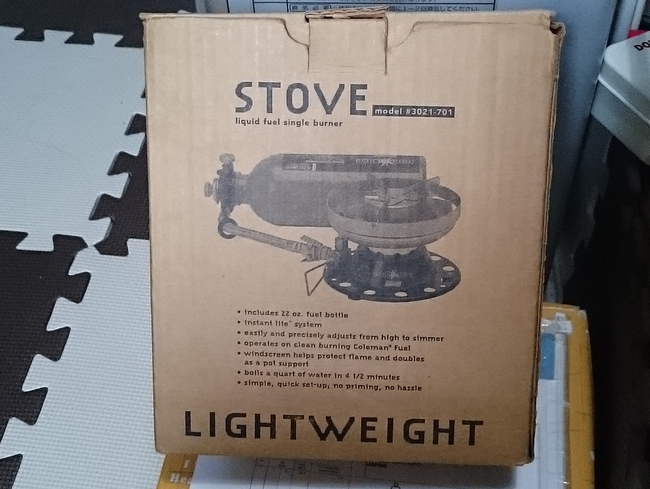 STOVE
model #3021-701
liquid fuel single burner
• includes 22 oz. fuel bottle
• instant lite™ system
• easily and precisely adjusts from high to simmer
• operates on clean burning Coleman® fuel
• windscreen helps protect flame and doubles
as a pot support
• boils a quart of water in 4 1/2 minutes
• simple, quick set-up; no priming, no hassle
LIGHTWEIGHT